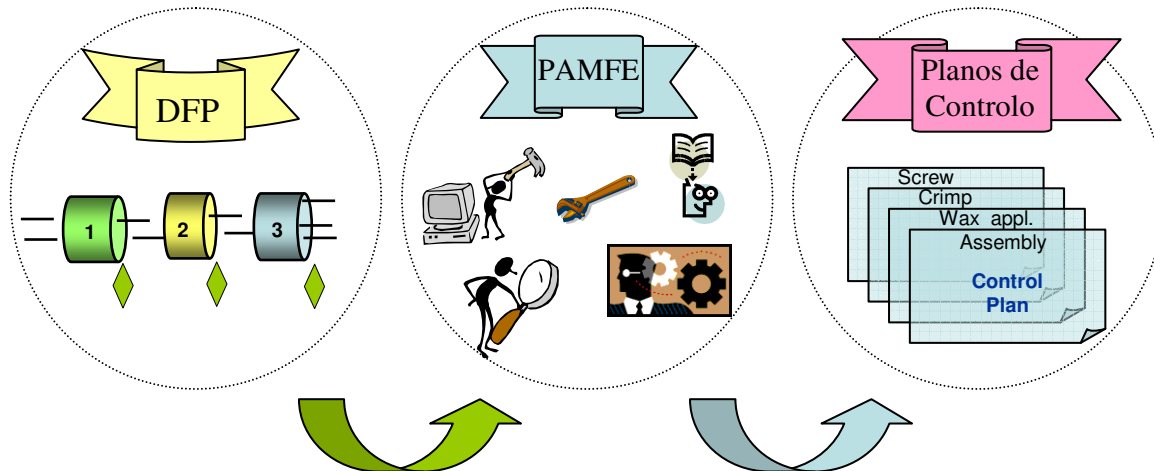 DFP
1
2
3
PAMFE
Planos de
Controlo
Screw
Crimp
Wax appl.
Assembly
Control
Plan